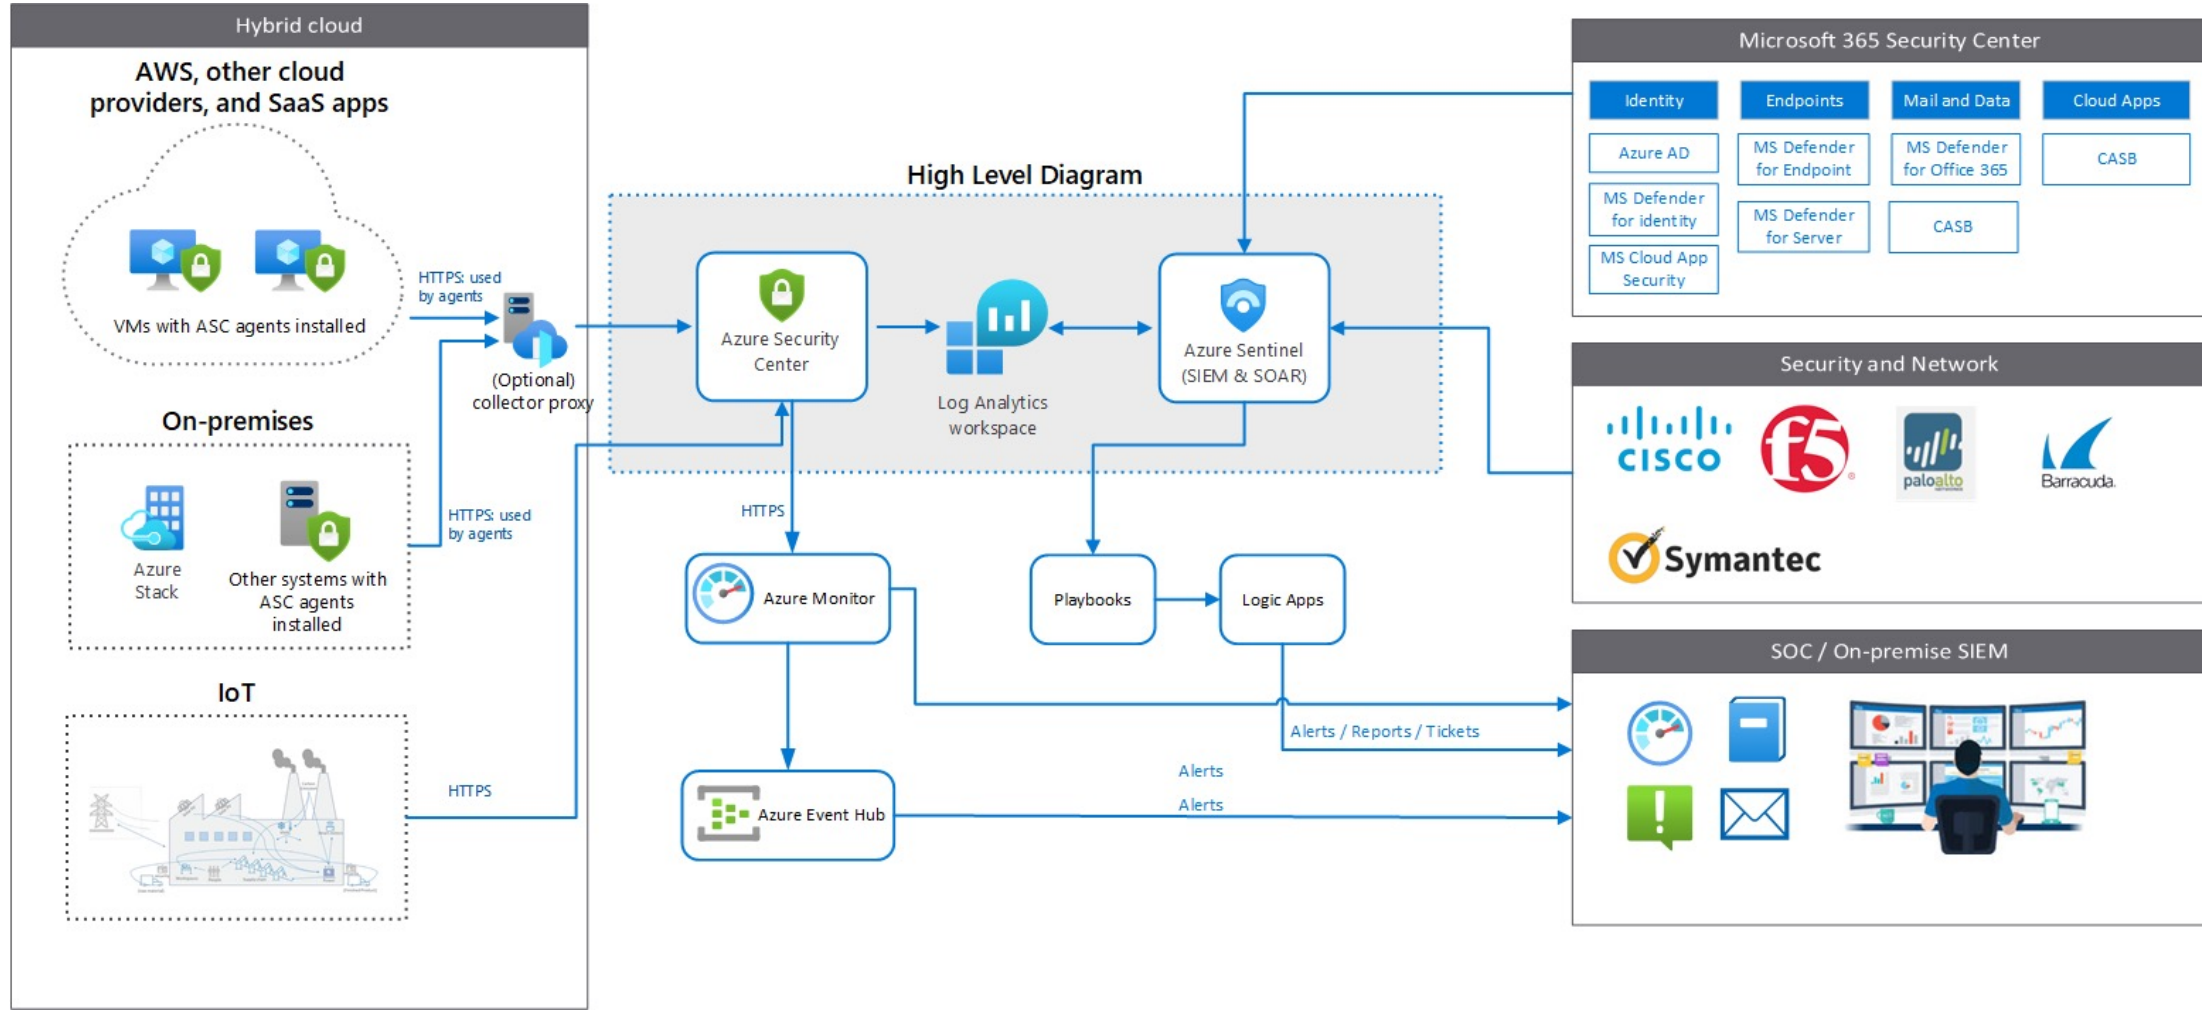 Hybrid cloud
AWS, other cloud
providers, and SaaS apps
VMs with ASC agents installed
HTTPS: used
by agents
(Optional)
collector proxy
On-premises
Azure
Stack
Other systems with
ASC agents
installed
HTTPS: used
by agents
IoT
HTTPS
High Level Diagram
Azure Security
Center
Log Analytics
workspace
Azure Sentinel
(SIEM & SOAR)
HTTPS
Azure Monitor
Playbooks
Logic Apps
Azure Event Hub
Alerts / Reports / Tickets
Alerts
Alerts
Microsoft 365 Security Center
Identity
Azure AD
MS Defender
for identity
MS Cloud App
Security
Endpoints
MS Defender
for Endpoint
MS Defender
for Server
Mail and Data
MS Defender
for Office 365
CASB
Cloud Apps
CASB
Security and Network
CISCO
f5
paloalto
Barracuda.
Symantec
SOC / On-premise SIEM